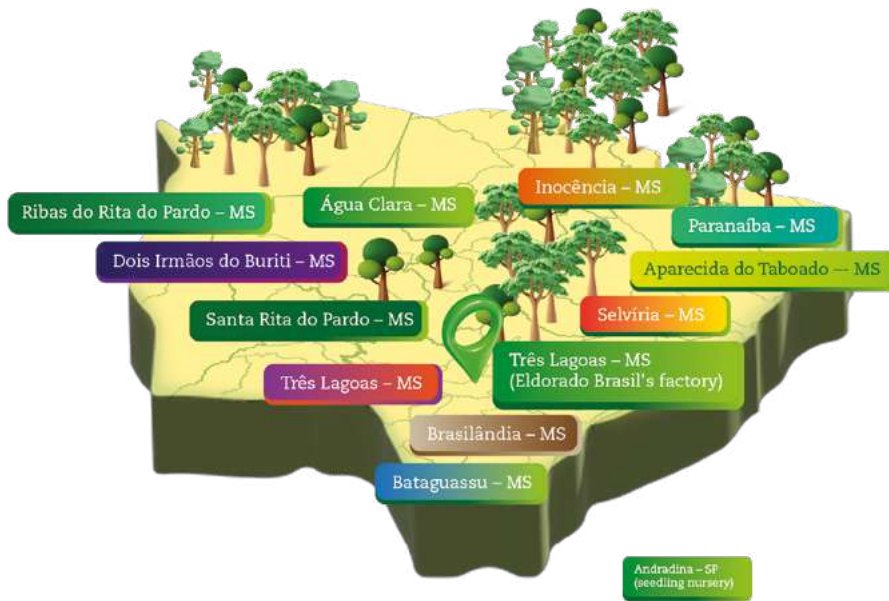 Inocência – MS
Ribas do Rita do Pardo – MS
Água Clara – MS
Paranaíba – MS
Dois Irmãos do Buriti – MS
Aparecida do Taboado –- MS
Santa Rita do Pardo – MS
Selvíria – MS
Três Lagoas – MS
(Eldorado Brasil's factory)
Três Lagoas – MS
Brasilândia – MS
Bataguassu – MS
Andradina – SP
(seedling nursery)